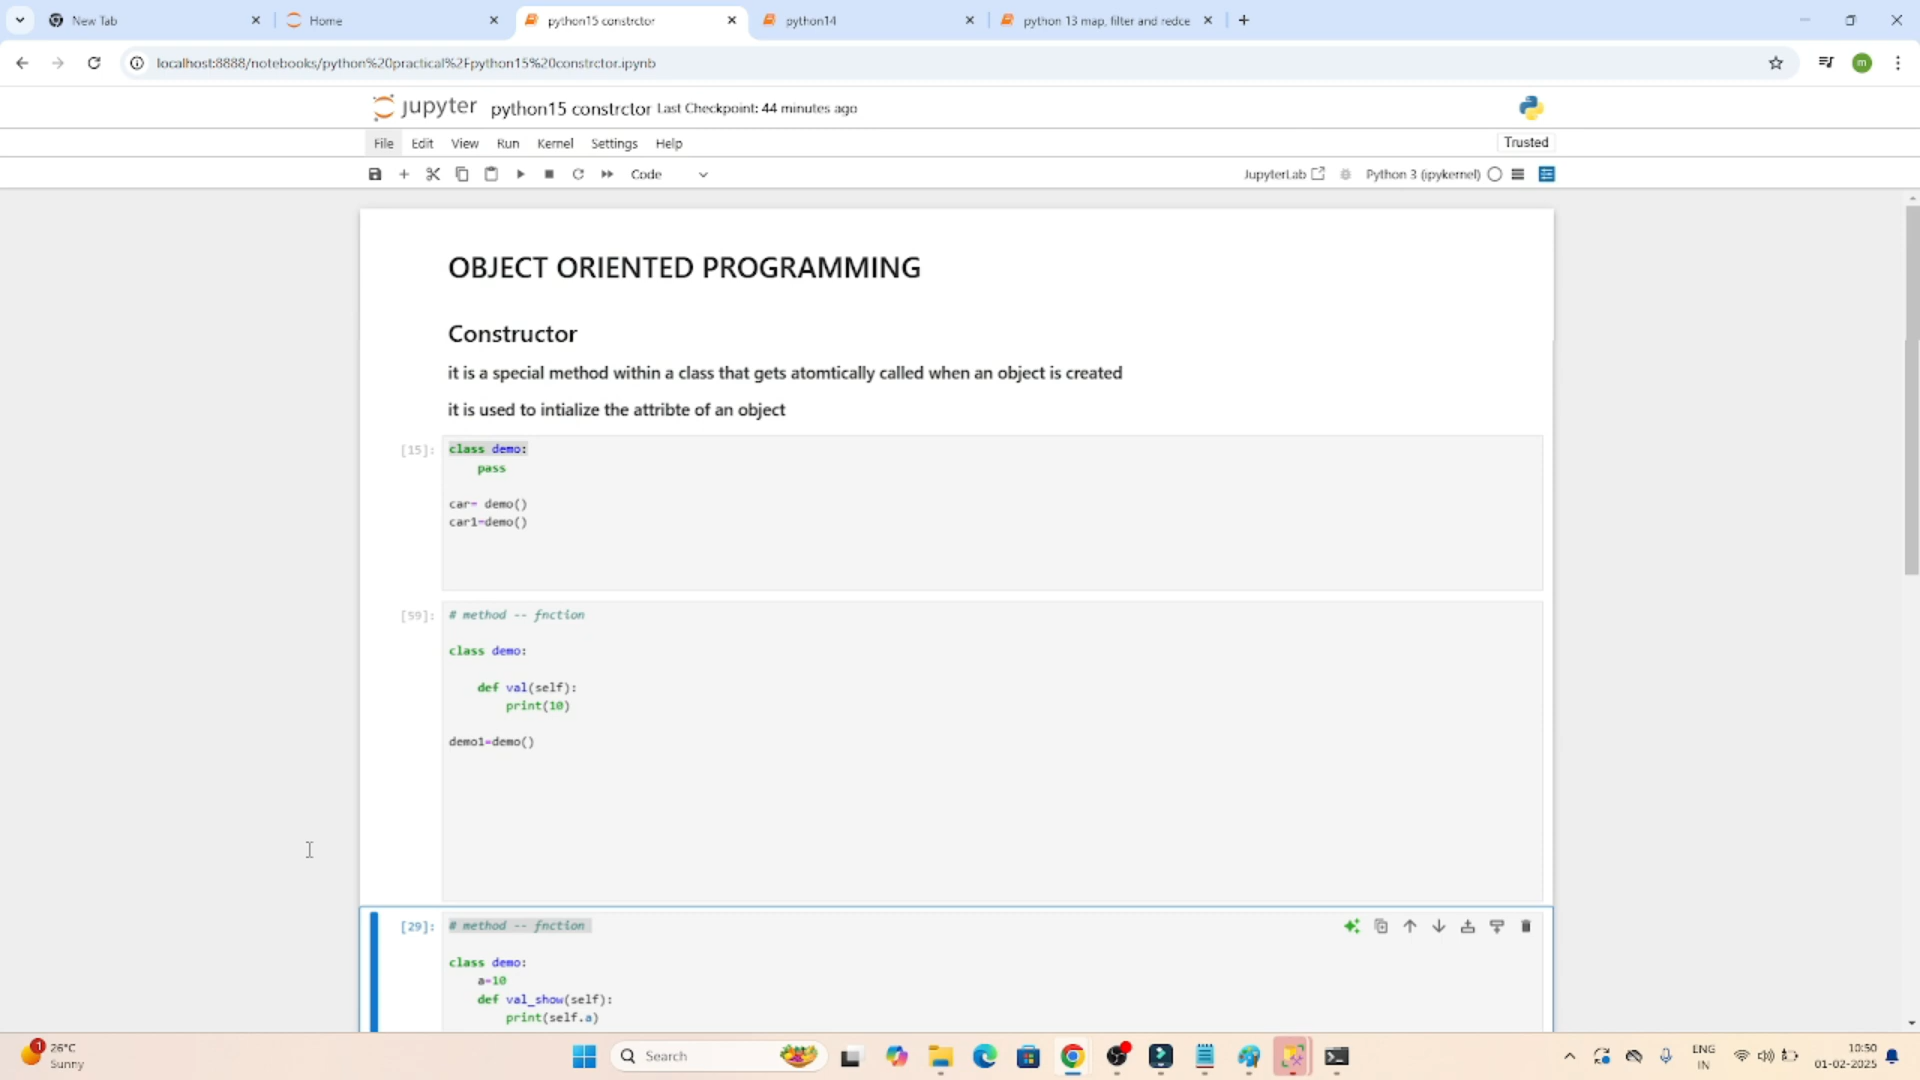 New Tab
Home
python15 constrctor
python14
python 13 map, filter and redce
localhost:8888/notebooks/python%20practical%2Fpython15%20constrctor.ipynb
m
jupyter python15 constrctor Last Checkpoint: 44 minutes ago
File Edit View Run Kernel Settings Help
Trusted
Code
JupyterLab
Python 3 (ipykernel)
OBJECT ORIENTED PROGRAMMING
Constructor
it is a special method within a class that gets atomtically called when an object is created
it is used to intialize the attribte of an object
[15]:
class demo:
pass
car= demo()
car1=demo()
[59]:
# method -- fnction
class demo:
def val(self):
print(10)
demo1=demo()
[29]:
# method -- fnction
class demo:
a=10
def val_show(self):
print(self.a)
1
26°C
Sunny
Search
ENG
IN
10:50
01-02-2025